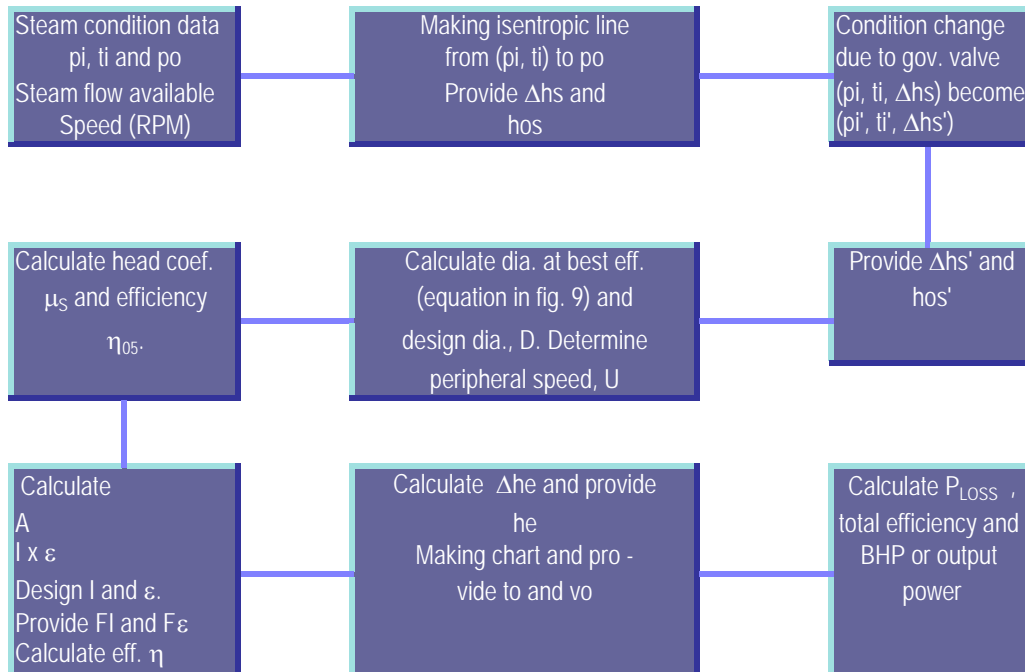 Steam condition data
pi, ti and po
Steam flow available
Speed (RPM)
Making isentropic line
from (pi, ti) to po
Provide Δhs and
hos
Condition change
due to gov. valve
(pi, ti, Δhs) become
(pi', ti', Δhs')
Provide Δhs' and
hos'
Calculate dia. at best eff.
(equation in fig. 9) and
design dia., D. Determine
peripheral speed, U
Calculate head coef.
μS and efficiency
η05.
Calculate
A
l x ε
Design l and ε.
Provide Fl and Fε
Calculate eff. η
Calculate Δhe and provide
he
Making chart and pro -
vide to and vo
Calculate PLOSS ,
total efficiency and
BHP or output
power